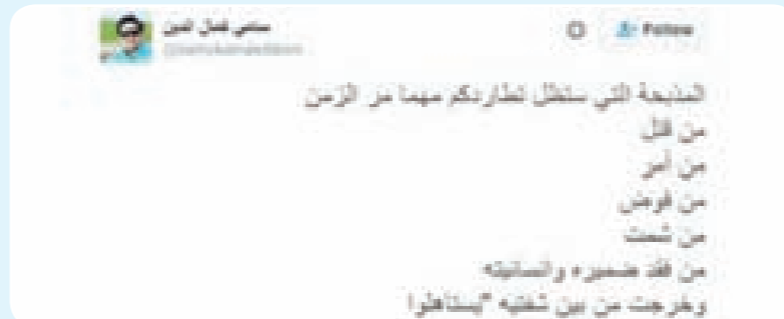 سامي كمال الدين
Follow
المذبحة التي ستظل تطاردكم مهما مر الزمن
من قتل
من أمر
من فوض
من شمت
من فقد ضميره وانسانيته
وخرجت من بين شفتيه "يستاهلوا